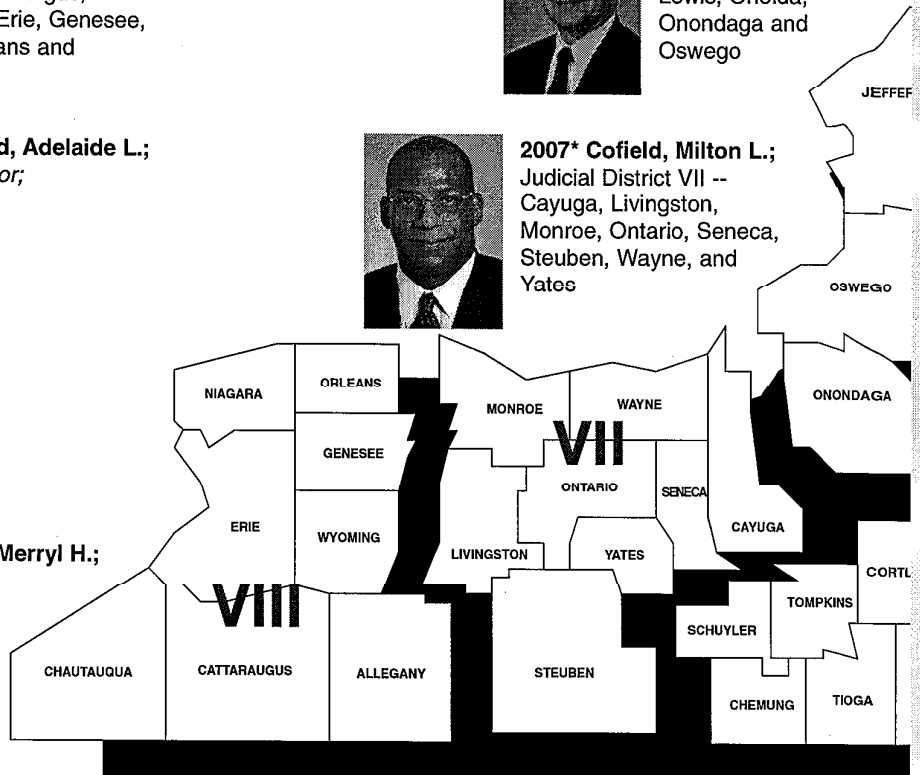 Erie, Genesee,
ans and
Lewis, Oneida,
Onondaga and
Oswego
d, Adelaide L.;
or;
2007* Cofield, Milton L.;
Judicial District VII --
Cayuga, Livingston,
Monroe, Ontario, Seneca,
Steuben, Wayne, and
Yates
Merryl H.;
JEFFER
OSWEGO
NIAGARA
ORLEANS
MONROE
WAYNE
ONONDAGA
GENESEE
VII
ONTARIO
SENECA
ERIE
WYOMING
LIVINGSTON
YATES
CAYUGA
CORTL
VIII
TOMPKINS
SCHUYLER
CHAUTAUQUA
CATTARAUGUS
ALLEGANY
STEUBEN
CHEMUNG
TIOGA